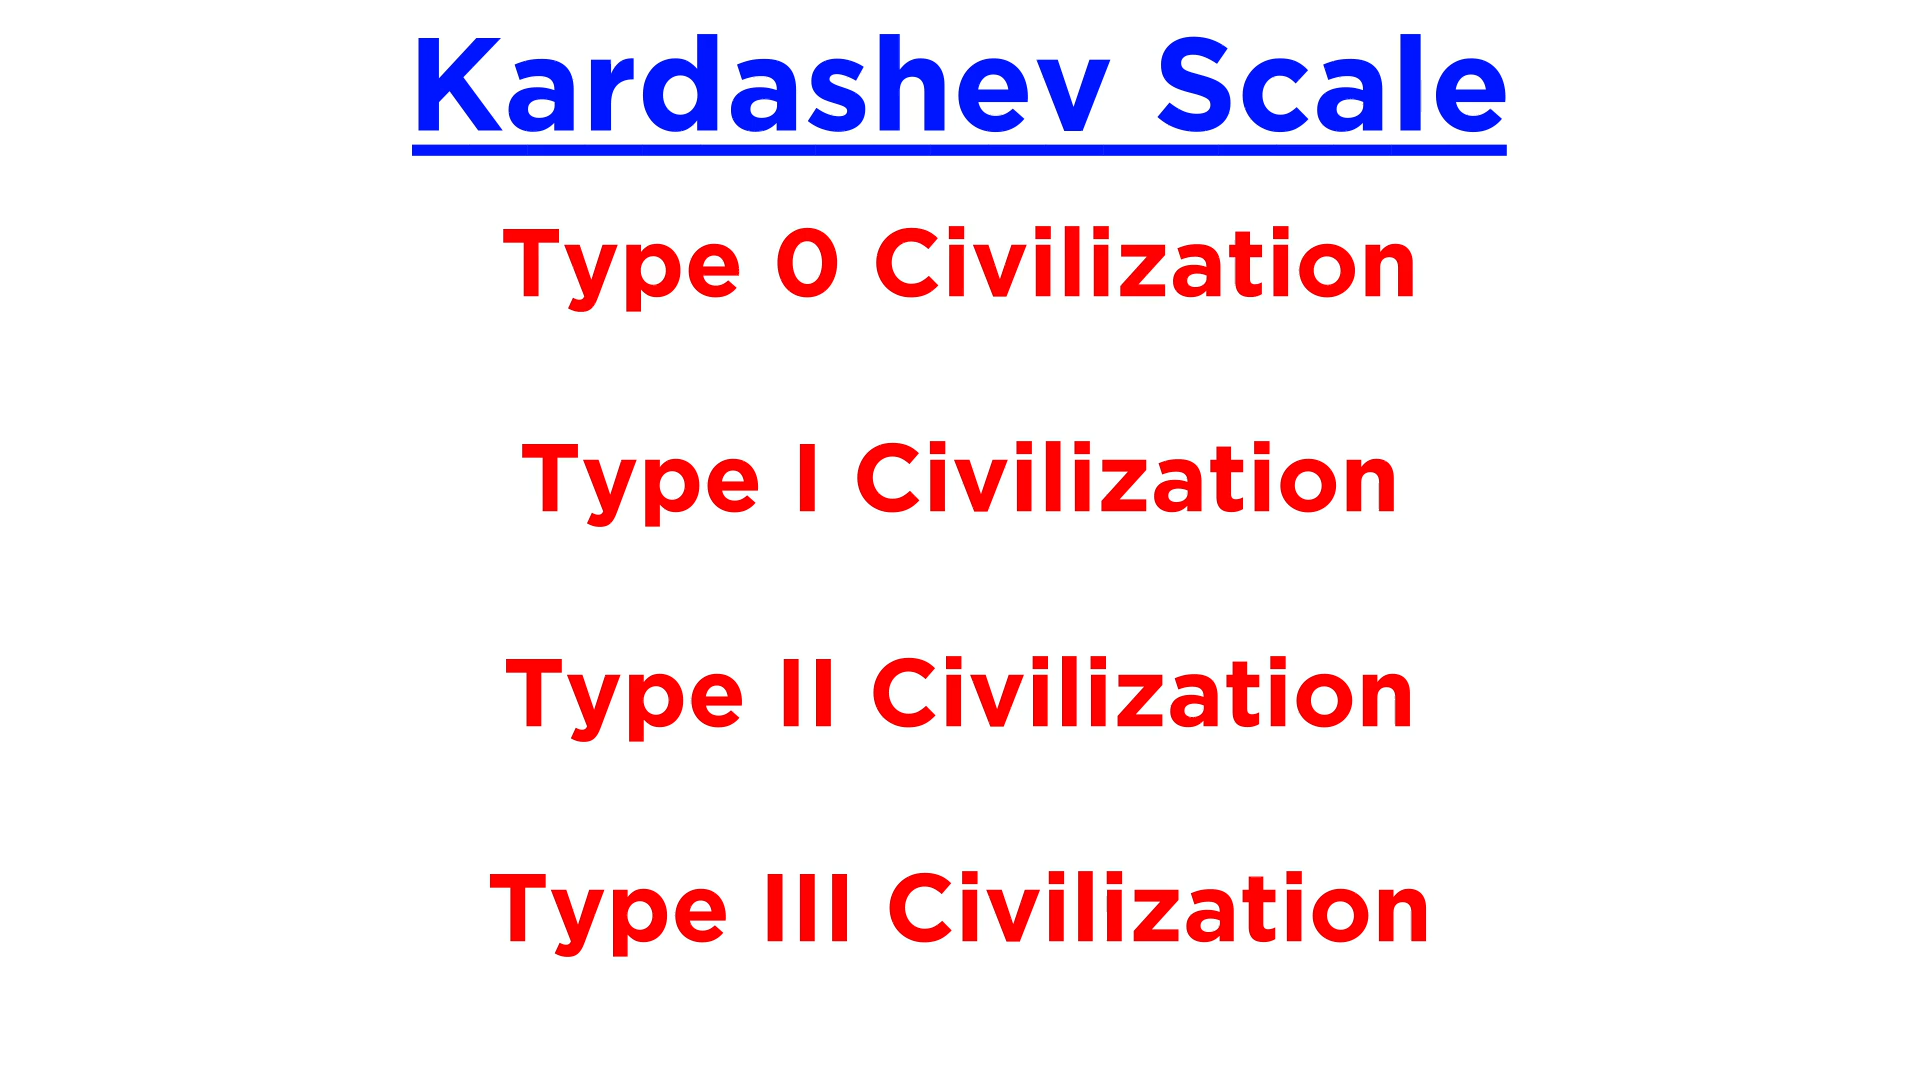 Kardashev Scale
Type 0 Civilization
Type I Civilization
Type II Civilization
Type III Civilization